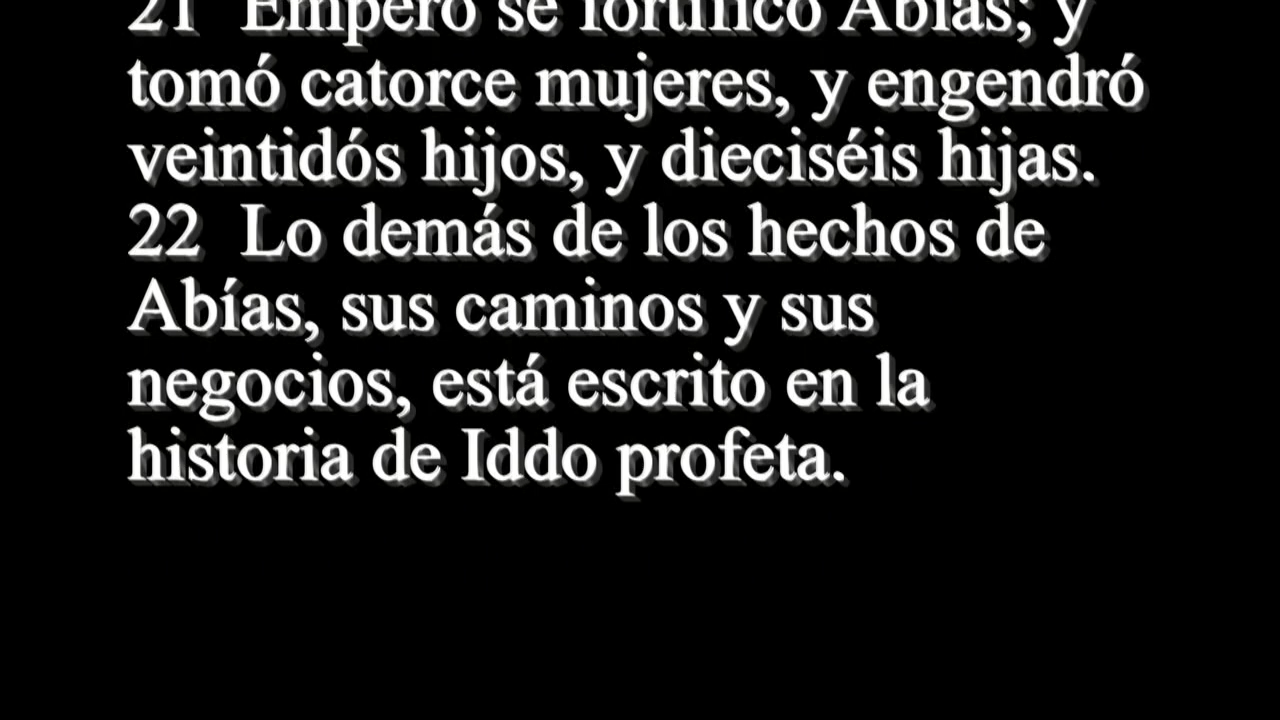 21 Empero se fortificó Abías; y
tomó catorce mujeres, y engendró
veintidós hijos, y dieciséis hijas.
22 Lo demás de los hechos de
Abías, sus caminos y sus
negocios, está escrito en la
historia de Iddo profeta.